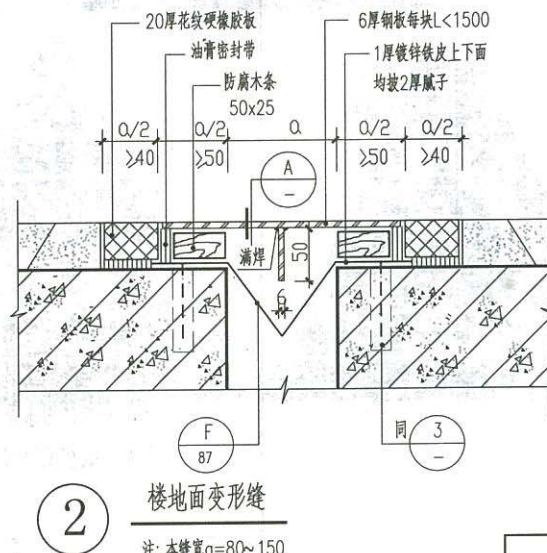 20厚花纹硬橡胶板
油膏密封带
防腐木条
50x25
6厚钢板每块L<1500
1厚镀锌铁皮上下面
均披2厚腻子
a/2
≥40
a/2
≥50
a
a/2
≥50
a/2
≥40
A
–
满焊
50
6
F
87
同
3
–
2
楼地面变形缝
注: 本缝宽a=80~150